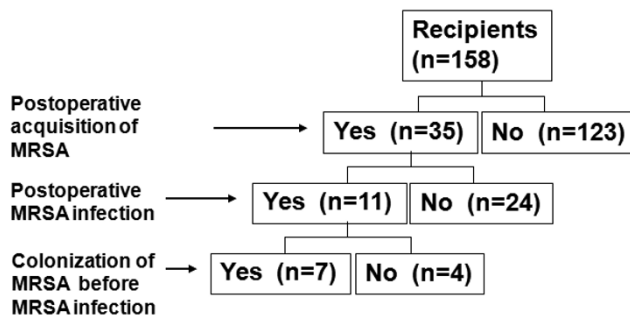 Recipients
(n=158)
Postoperative
acquisition of
MRSA
Yes (n=35)
No (n=123)
Postoperative
MRSA infection
Yes (n=11)
No (n=24)
Colonization of
MRSA before
MRSA infection
Yes (n=7)
No (n=4)